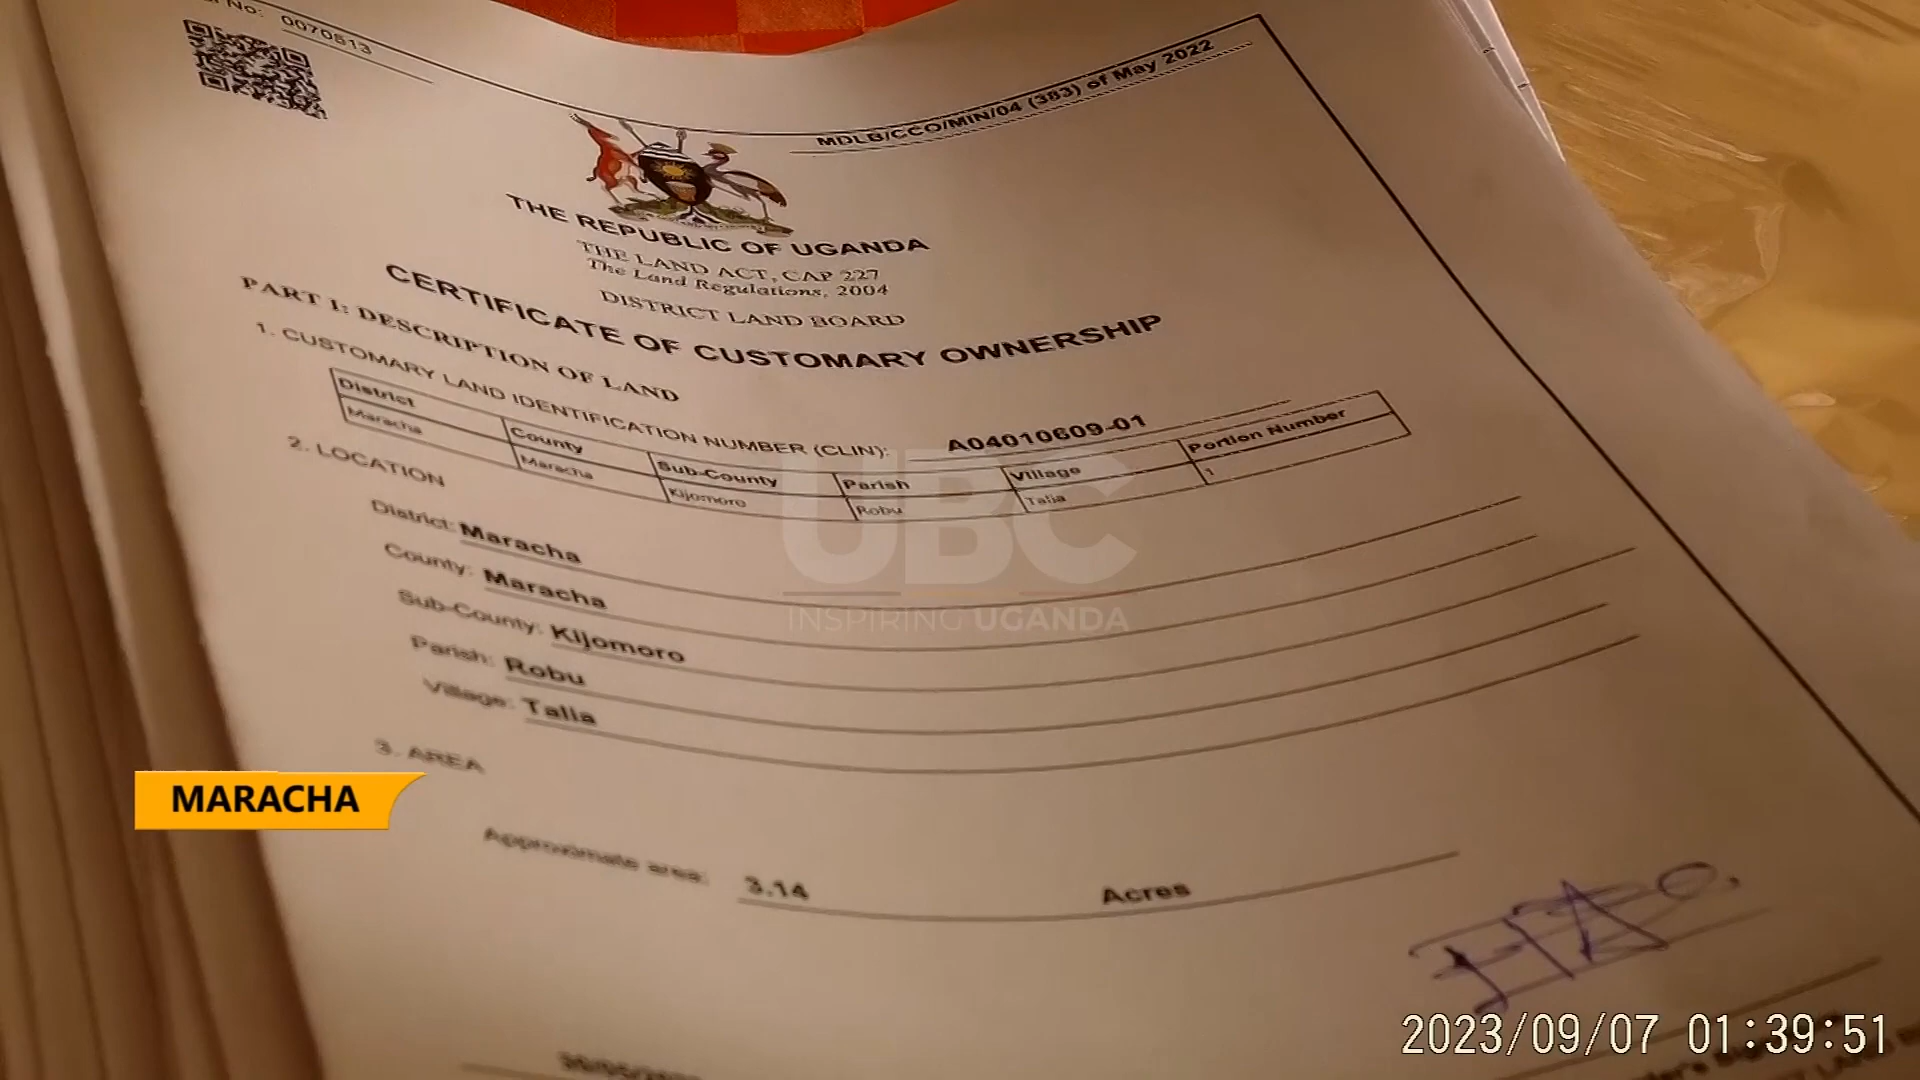 No: 0070513
MDLB/CCO/MIN/04 (383) of May 2022
THE REPUBLIC OF UGANDA
THE LAND ACT, CAP 227
The Land Regulations, 2004
DISTRICT LAND BOARD
CERTIFICATE OF CUSTOMARY OWNERSHIP
PART I: DESCRIPTION OF LAND
1. CUSTOMARY LAND IDENTIFICATION NUMBER (CLIN): A04010609-01
District County Sub-County Parish Village Portion Number
Maracha Maracha Kijomoro Robu Talia 1
2. LOCATION
District: Maracha
County: Maracha
Sub-County: Kijomoro
Parish: Robu
Village: Talia
3. AREA
Approximate area: 3.14 Acres
UBC
INSPIRING UGANDA
MARACHA
2023/09/07 01:39:51